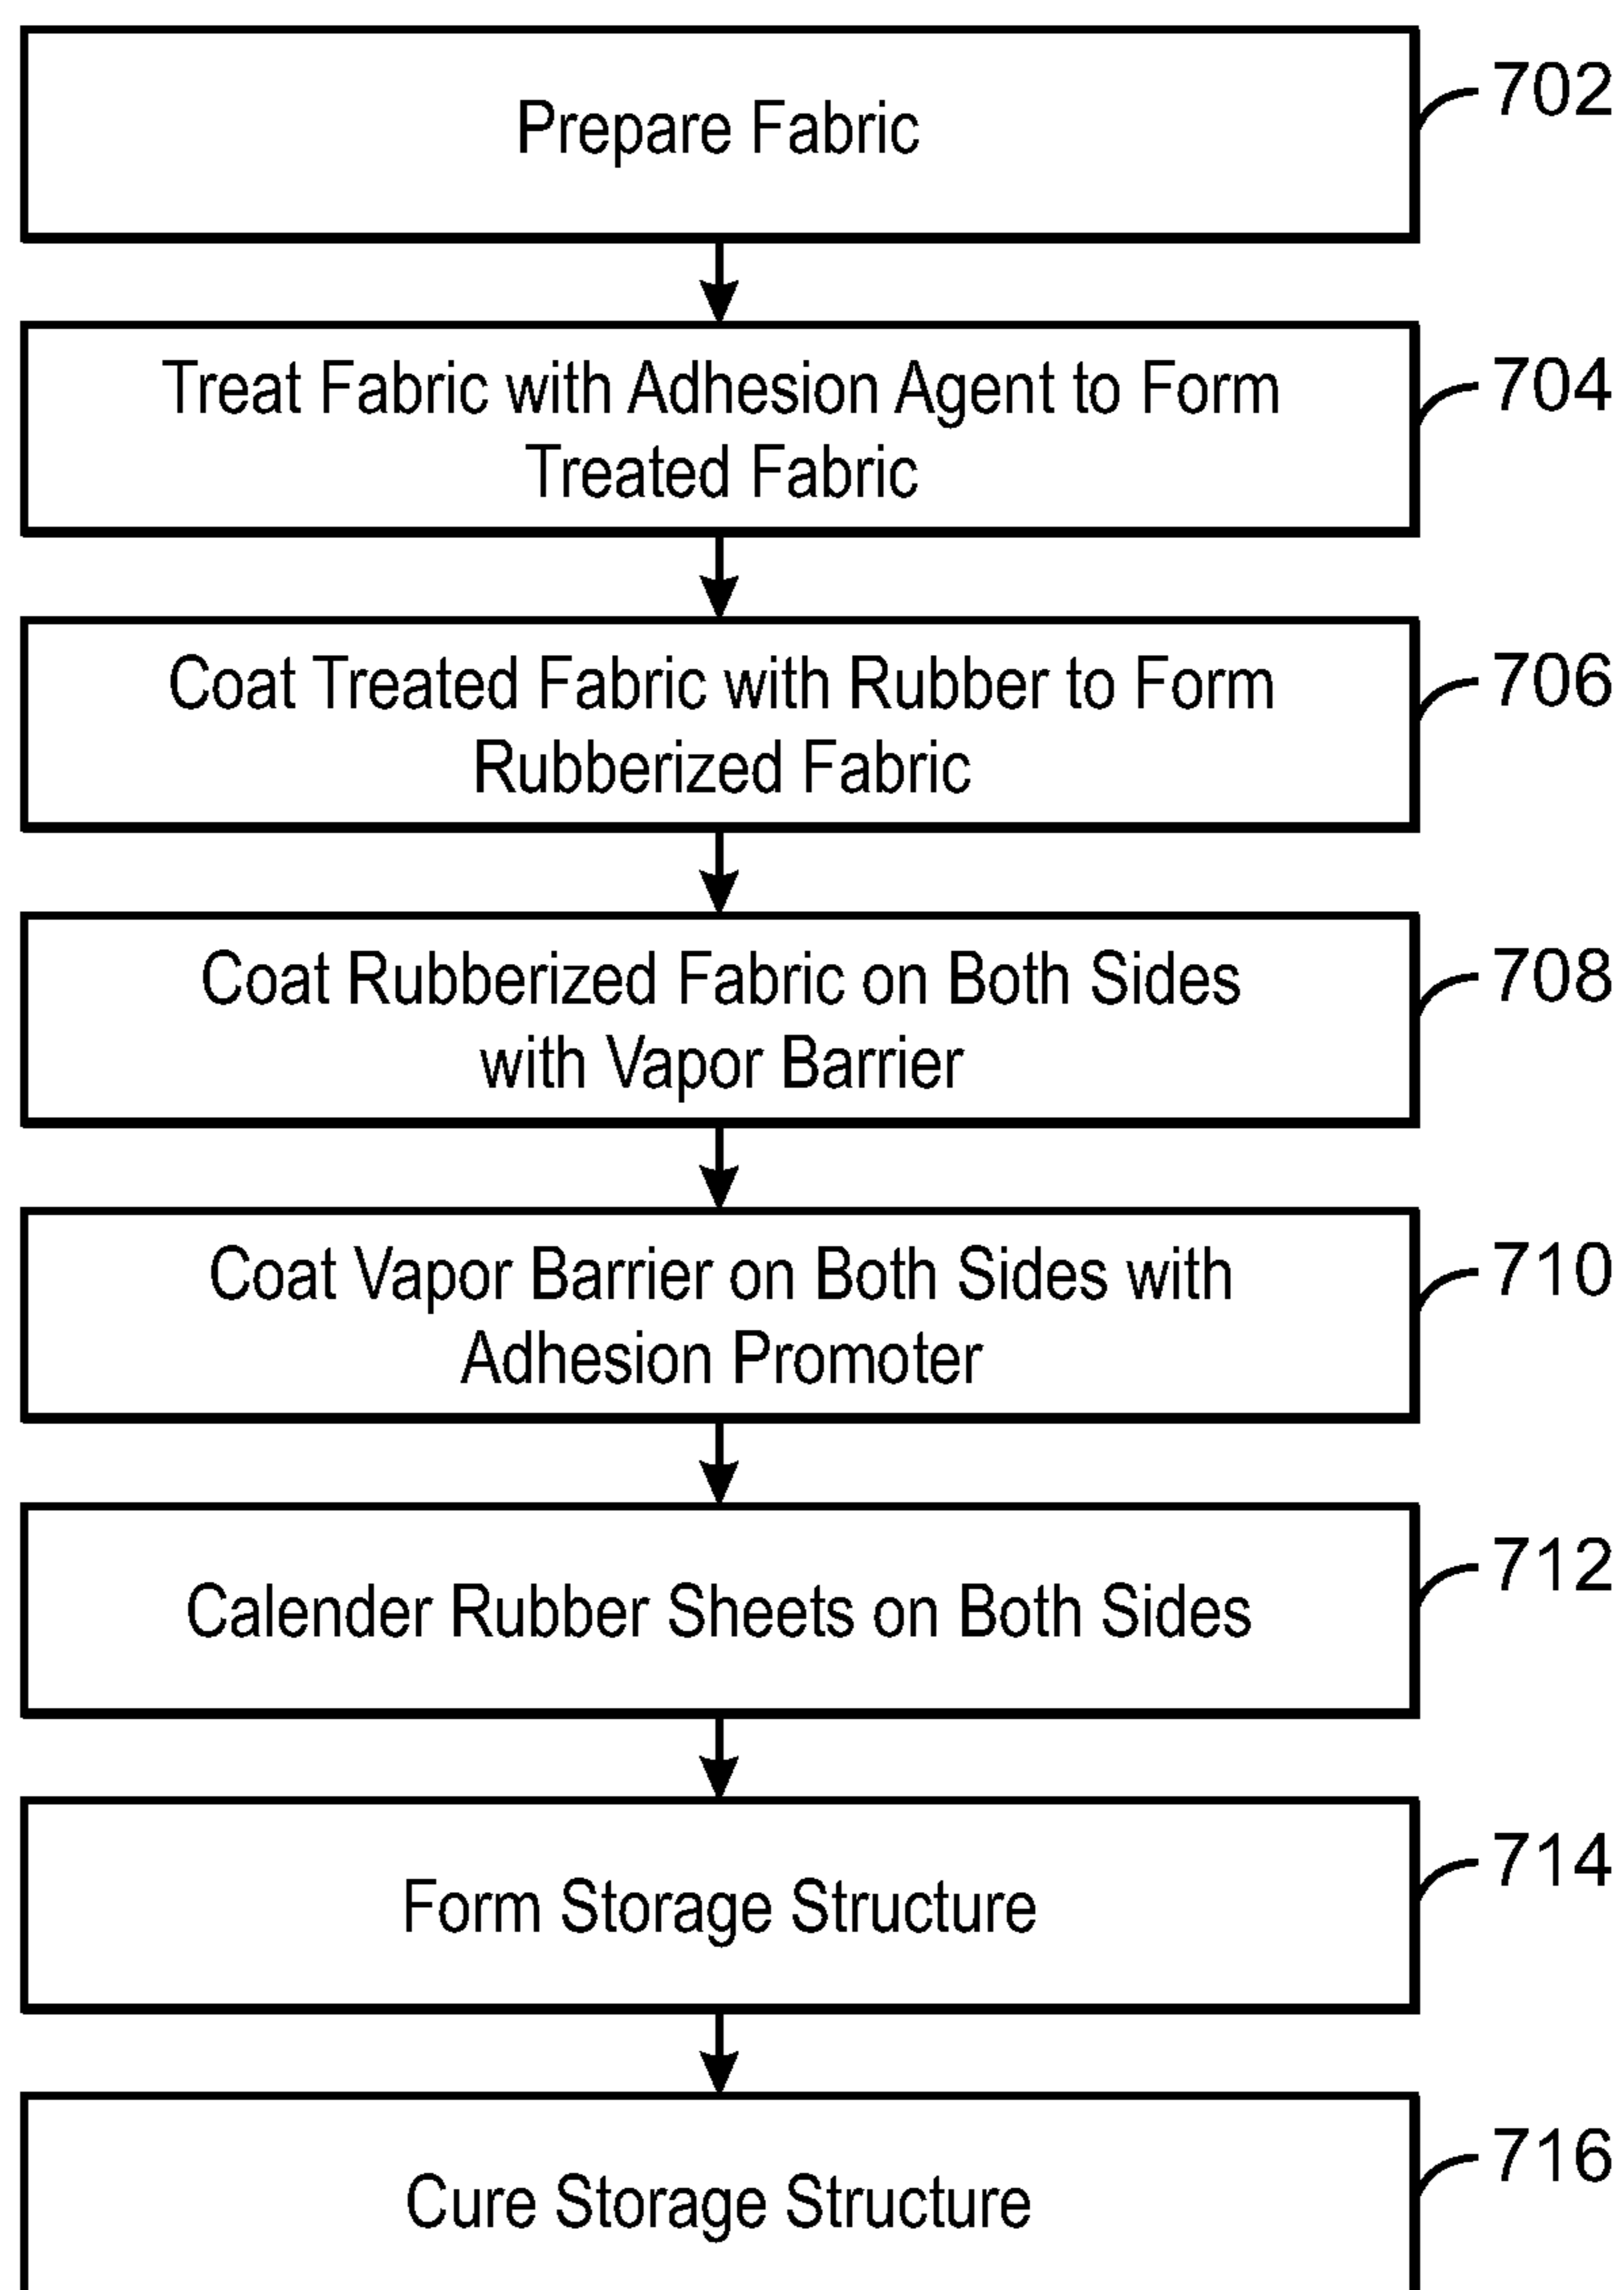 Prepare Fabric
702
Treat Fabric with Adhesion Agent to Form
Treated Fabric
704
Coat Treated Fabric with Rubber to Form
Rubberized Fabric
706
Coat Rubberized Fabric on Both Sides
with Vapor Barrier
708
Coat Vapor Barrier on Both Sides with
Adhesion Promoter
710
Calender Rubber Sheets on Both Sides
712
Form Storage Structure
714
Cure Storage Structure
716